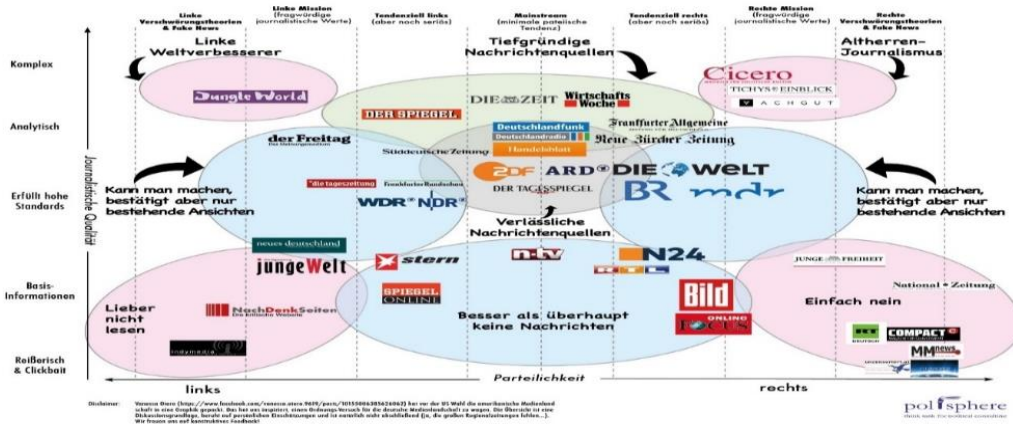 Linke
Verschwörungstheorien
& Fake News
Linke Mission
(fragwürdige
journalistische Werte)
Tendenziell links
(aber noch seriös)
Mainstream
(minimale parteiische
Tendenz)
Tendenziell rechts
(aber noch seriös)
Rechte Mission
(fragwürdige
journalistische Werte)
Rechte
Verschwörungstheorien
& Fake News
Komplex
Analytisch
Erfüllt hohe
Standards
Basis-
Informationen
Reißerisch
& Clickbait
Journalistische Qualität
Linke
Weltverbesserer
Tiefgründige
Nachrichtenquellen
Altherren-
Journalismus
Jungle World
DER SPIEGEL
DIE ZEIT
Wirtschafts
Woche
Cicero
TICHYS EINBLICK
ACHGUT
der Freitag
Süddeutsche Zeitung
Deutschlandfunk
Deutschlandradio
Handelsblatt
Frankfurter Allgemeine
Neue Zürcher Zeitung
die tageszeitung
Frankfurter Rundschau
WDR
NDR
ZDF
ARD
DER TAGESSPIEGEL
DIE WELT
BR
mdr
Kann man machen,
bestätigt aber nur
bestehende Ansichten
Verlässliche
Nachrichtenquellen
Kann man machen,
bestätigt aber nur
bestehende Ansichten
neues deutschland
junge Welt
stern
n-tv
N24
RTL
JUNGE FREIHEIT
National Zeitung
SPIEGEL
ONLINE
Bild
ONLINE
FOCUS
Lieber
nicht
lesen
NachDenkSeiten
Die kritische Website
indymedia
Besser als überhaupt
keine Nachrichten
Einfach nein
RT
DEUTSCH
COMPACT
MMnews
links
Parteilichkeit
rechts
Disclaimer:
polisphere